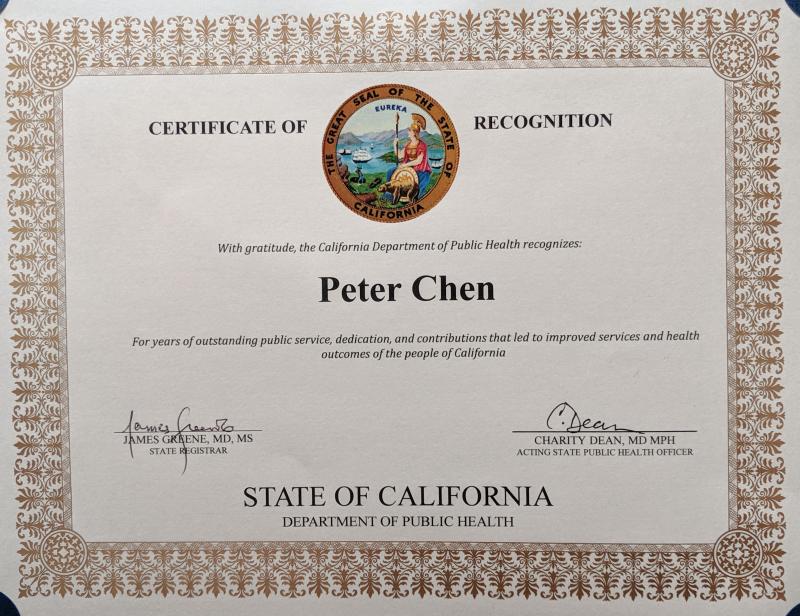 CERTIFICATE OF
THE GREAT SEAL OF THE STATE OF CALIFORNIA
EUREKA
RECOGNITION
With gratitude, the California Department of Public Health recognizes:
Peter Chen
For years of outstanding public service, dedication, and contributions that led to improved services and health
outcomes of the people of California
James Greene
C. Dean
JAMES GREENE, MD, MS
CHARITY DEAN, MD MPH
STATE REGISTRAR
ACTING STATE PUBLIC HEALTH OFFICER
STATE OF CALIFORNIA
DEPARTMENT OF PUBLIC HEALTH